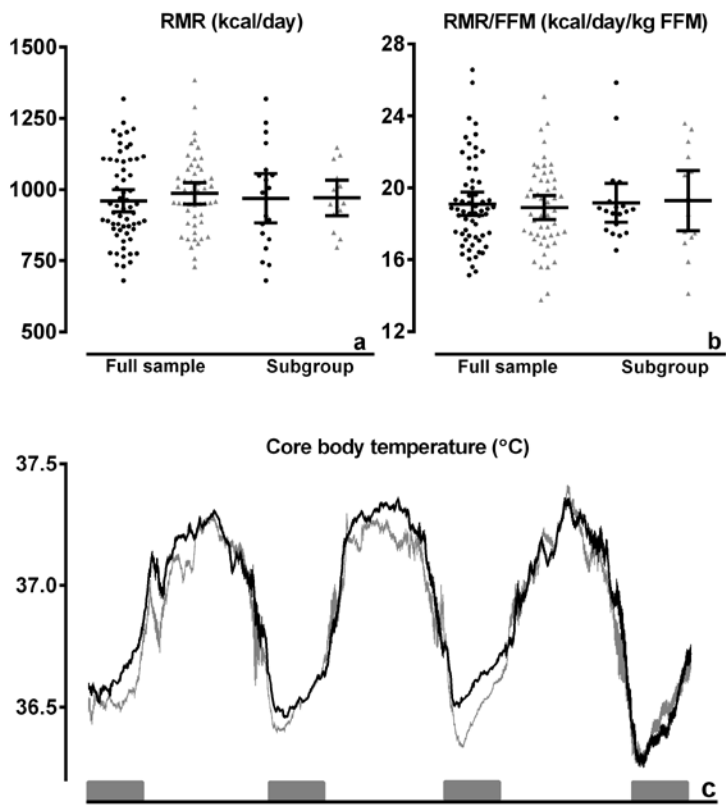 RMR (kcal/day)
1500
1250
1000
750
500
a
Full sample Subgroup
RMR/FFM (kcal/day/kg FFM)
28
24
20
16
12
b
Full sample Subgroup
Core body temperature (°C)
37.5
37.0
36.5
c